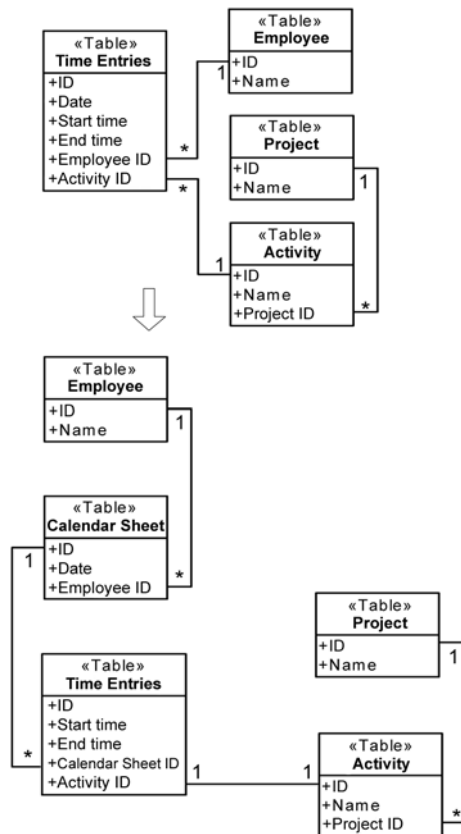 «Table»
Time Entries
+ID
+Date
+Start time
+End time
+Employee ID
+Activity ID
«Table»
Employee
+ID
+Name
1
*
«Table»
Project
+ID
+Name
1
*
«Table»
Activity
+ID
+Name
+Project ID
1
*
«Table»
Employee
+ID
+Name
1
«Table»
Calendar Sheet
+ID
+Date
+Employee ID
1
*
«Table»
Project
+ID
+Name
1
«Table»
Time Entries
+ID
+Start time
+End time
+Calendar Sheet ID
+Activity ID
*
1
1
«Table»
Activity
+ID
+Name
+Project ID
*